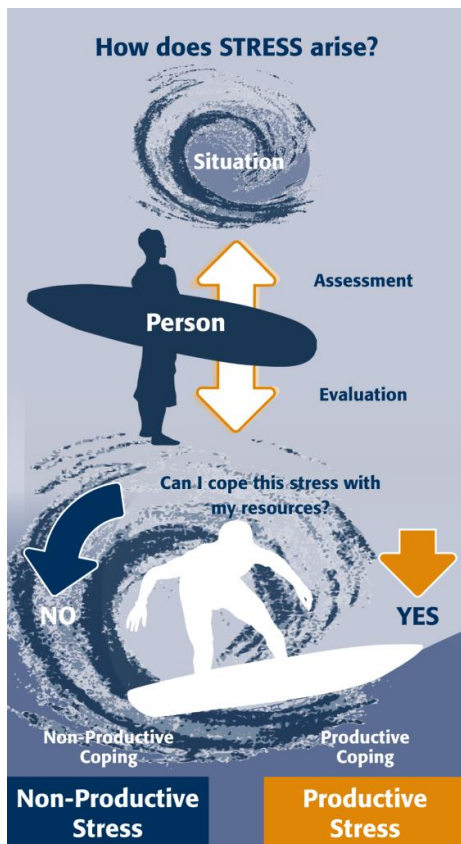 How does STRESS arise?
Situation
Assessment
Person
Evaluation
Can I cope this stress with
my resources?
NO
YES
Non-Productive
Coping
Productive
Coping
Non-Productive
Stress
Productive
Stress